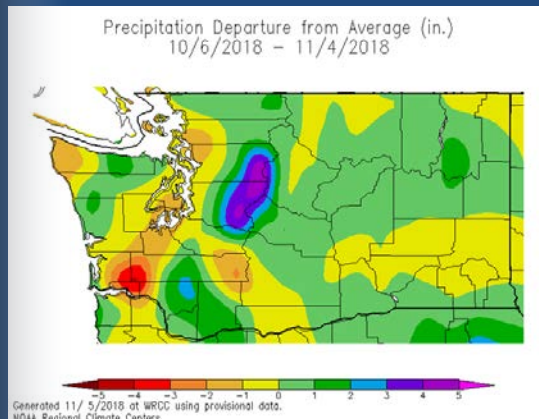 Precipitation Departure from Average (in.)
10/6/2018 – 11/4/2018
-5 -4 -3 -2 -1 0 1 2 3 4 5
Generated 11/ 5/2018 at WRCC using provisional data.
NOAA Regional Climate Centers